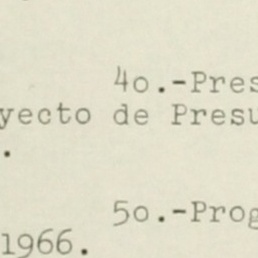 4o.-Pres
yecto de Presu
.
5o.-Prog
1966.